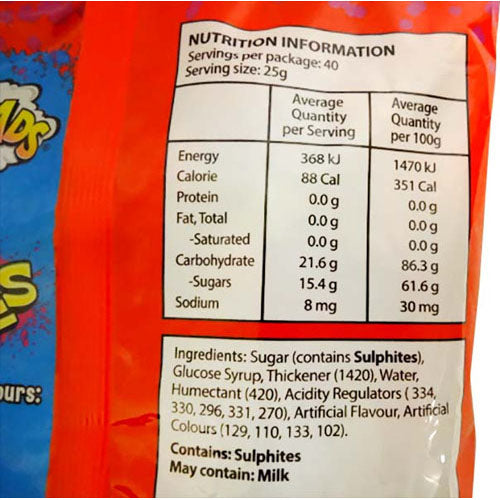 ADS
S
ours:
NUTRITION INFORMATION
Servings per package: 40
Serving size: 25g
Average Quantity per Serving
Average Quantity per 100g
Energy 368 kJ 1470 kJ
Calorie 88 Cal 351 Cal
Protein 0.0 g 0.0 g
Fat, Total 0.0 g 0.0 g
-Saturated 0.0 g 0.0 g
Carbohydrate 21.6 g 86.3 g
-Sugars 15.4 g 61.6 g
Sodium 8 mg 30 mg
Ingredients: Sugar (contains Sulphites),
Glucose Syrup, Thickener (1420), Water,
Humectant (420), Acidity Regulators ( 334,
330, 296, 331, 270), Artificial Flavour, Artificial
Colours (129, 110, 133, 102).
Contains: Sulphites
May contain: Milk